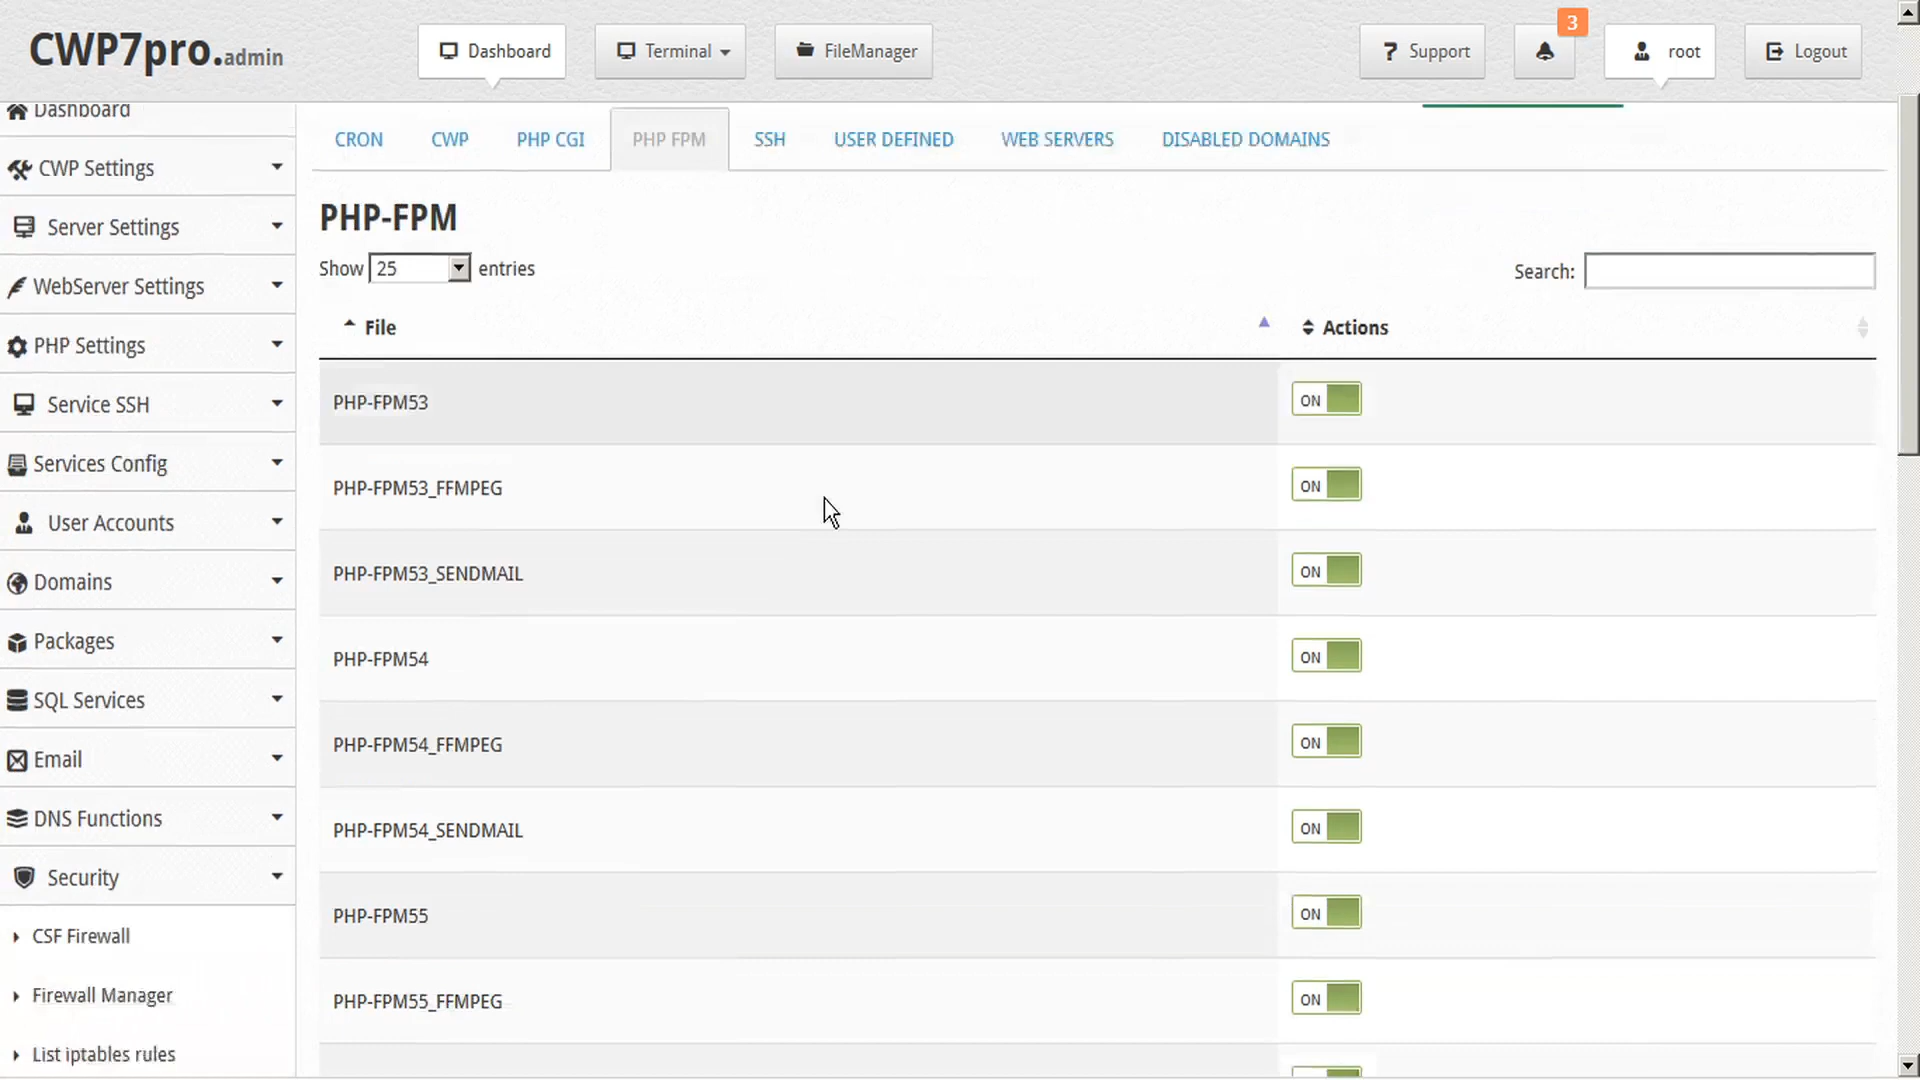 CWP7pro.admin
Dashboard
Terminal
FileManager
? Support
3
root
Logout
Dashboard
CWP Settings
Server Settings
WebServer Settings
PHP Settings
Service SSH
Services Config
User Accounts
Domains
Packages
SQL Services
Email
DNS Functions
Security
CSF Firewall
Firewall Manager
List iptables rules
CRON
CWP
PHP CGI
PHP FPM
SSH
USER DEFINED
WEB SERVERS
DISABLED DOMAINS
PHP-FPM
Show 25 entries
Search:
File
Actions
PHP-FPM53
ON
PHP-FPM53_FFMPEG
ON
PHP-FPM53_SENDMAIL
ON
PHP-FPM54
ON
PHP-FPM54_FFMPEG
ON
PHP-FPM54_SENDMAIL
ON
PHP-FPM55
ON
PHP-FPM55_FFMPEG
ON